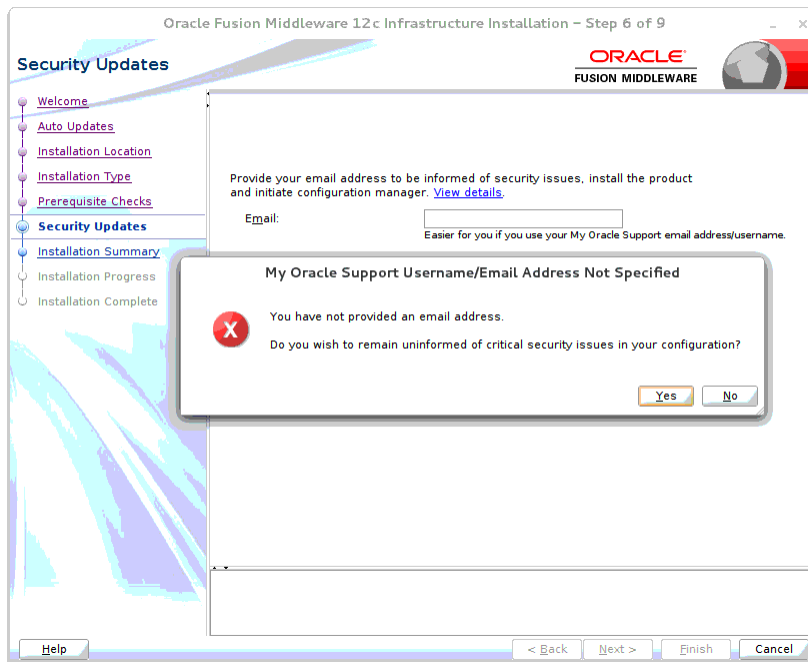 Oracle Fusion Middleware 12c Infrastructure Installation – Step 6 of 9
Security Updates
ORACLE
FUSION MIDDLEWARE
Welcome
Auto Updates
Installation Location
Installation Type
Prerequisite Checks
Security Updates
Installation Summary
Installation Progress
Installation Complete
Provide your email address to be informed of security issues, install the product
and initiate configuration manager. View details.
Email:
Easier for you if you use your My Oracle Support email address/username.
My Oracle Support Username/Email Address Not Specified
You have not provided an email address.
Do you wish to remain uninformed of critical security issues in your configuration?
Yes No
Help < Back Next > Finish Cancel